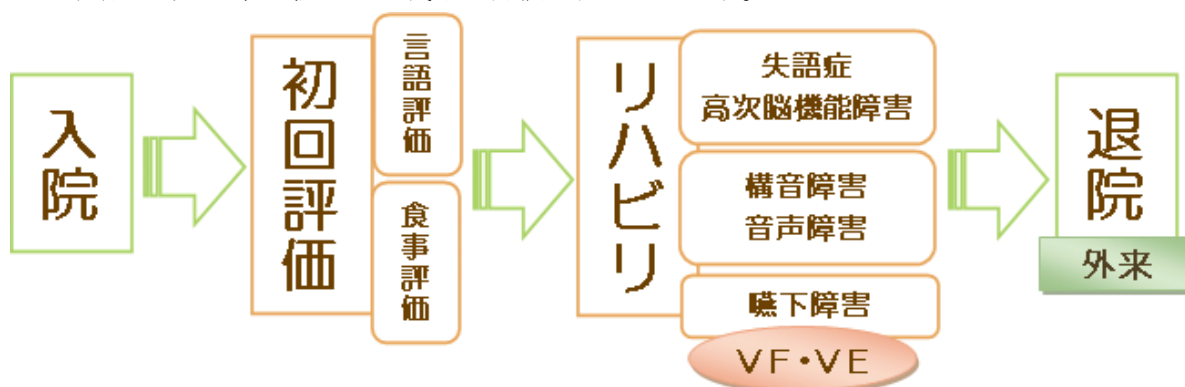 入院
初回評価
言語評価
食事評価
リハビリ
失語症
高次脳機能障害
構音障害
音声障害
嚥下障害
VF・VE
退院
外来